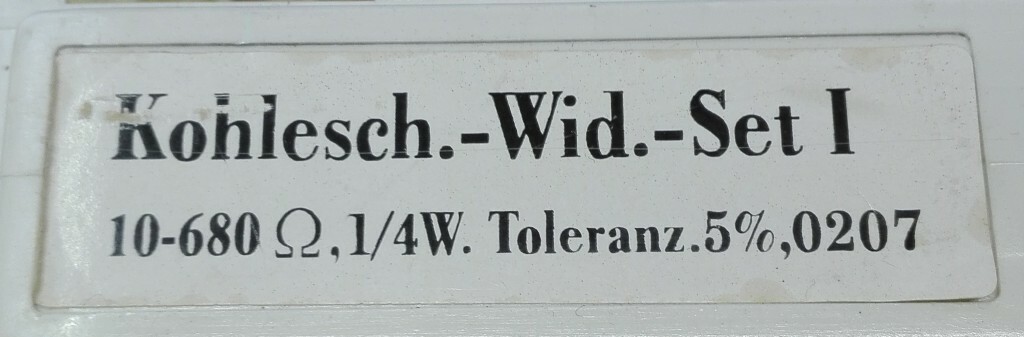 Kohlesch.-Wid.-Set I
10-680 Ω,1/4W. Toleranz.5%,0207